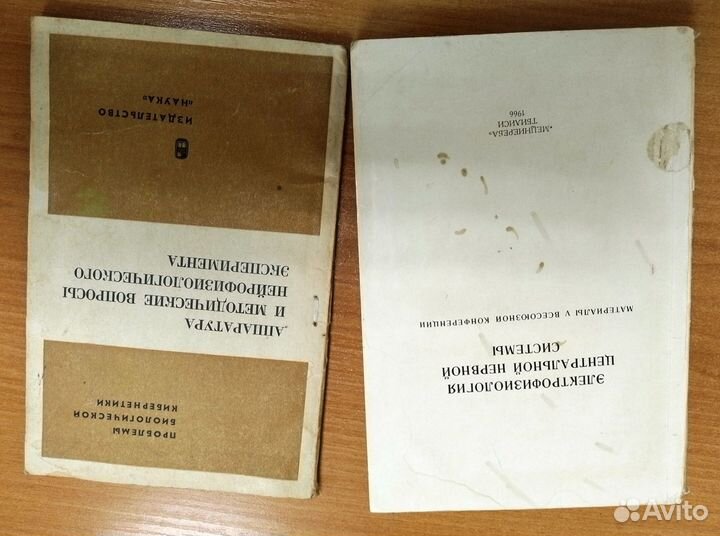 ПРОБЛЕМЫ
БИОЛОГИЧЕСКОЙ
КИБЕРНЕТИКИ
АППАРАТУРА
И МЕТОДИЧЕСКИЕ ВОПРОСЫ
НЕЙРОФИЗИОЛОГИЧЕСКОГО
ЭКСПЕРИМЕНТА
ИЗДАТЕЛЬСТВО
«НАУКА»
ЭЛЕКТРОФИЗИОЛОГИЯ
ЦЕНТРАЛЬНОЙ НЕРВНОЙ
СИСТЕМЫ
МАТЕРИАЛЫ V ВСЕСОЮЗНОЙ КОНФЕРЕНЦИИ
«МЕЦНИЕРЕБА»
ТБИЛИСИ
1966
Avito